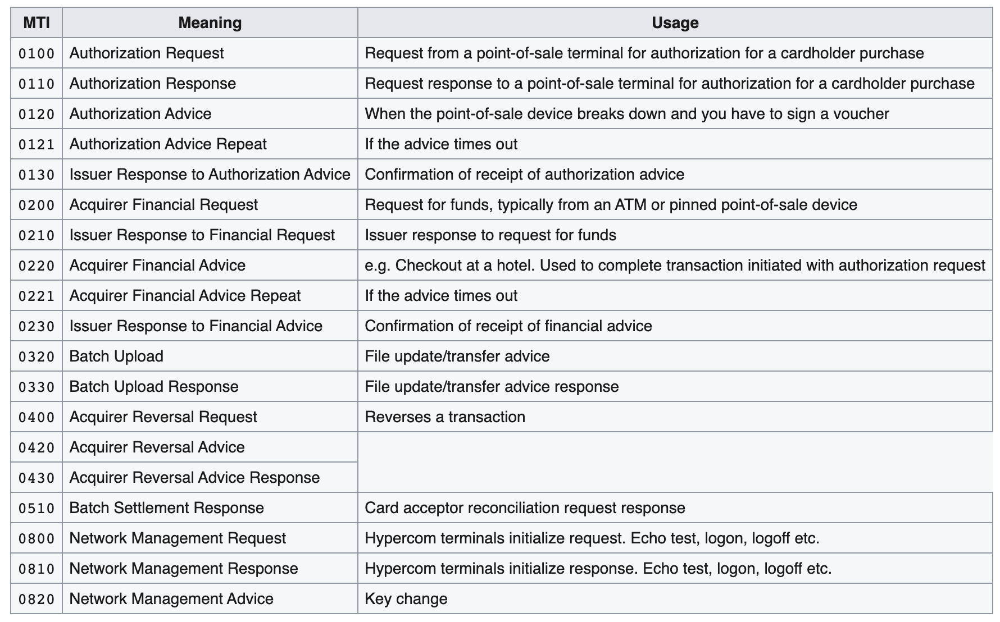 MTI Meaning Usage
0100 Authorization Request Request from a point-of-sale terminal for authorization for a cardholder purchase
0110 Authorization Response Request response to a point-of-sale terminal for authorization for a cardholder purchase
0120 Authorization Advice When the point-of-sale device breaks down and you have to sign a voucher
0121 Authorization Advice Repeat If the advice times out
0130 Issuer Response to Authorization Advice Confirmation of receipt of authorization advice
0200 Acquirer Financial Request Request for funds, typically from an ATM or pinned point-of-sale device
0210 Issuer Response to Financial Request Issuer response to request for funds
0220 Acquirer Financial Advice e.g. Checkout at a hotel. Used to complete transaction initiated with authorization request
0221 Acquirer Financial Advice Repeat If the advice times out
0230 Issuer Response to Financial Advice Confirmation of receipt of financial advice
0320 Batch Upload File update/transfer advice
0330 Batch Upload Response File update/transfer advice response
0400 Acquirer Reversal Request Reverses a transaction
0420 Acquirer Reversal Advice
0430 Acquirer Reversal Advice Response
0510 Batch Settlement Response Card acceptor reconciliation request response
0800 Network Management Request Hypercom terminals initialize request. Echo test, logon, logoff etc.
0810 Network Management Response Hypercom terminals initialize response. Echo test, logon, logoff etc.
0820 Network Management Advice Key change